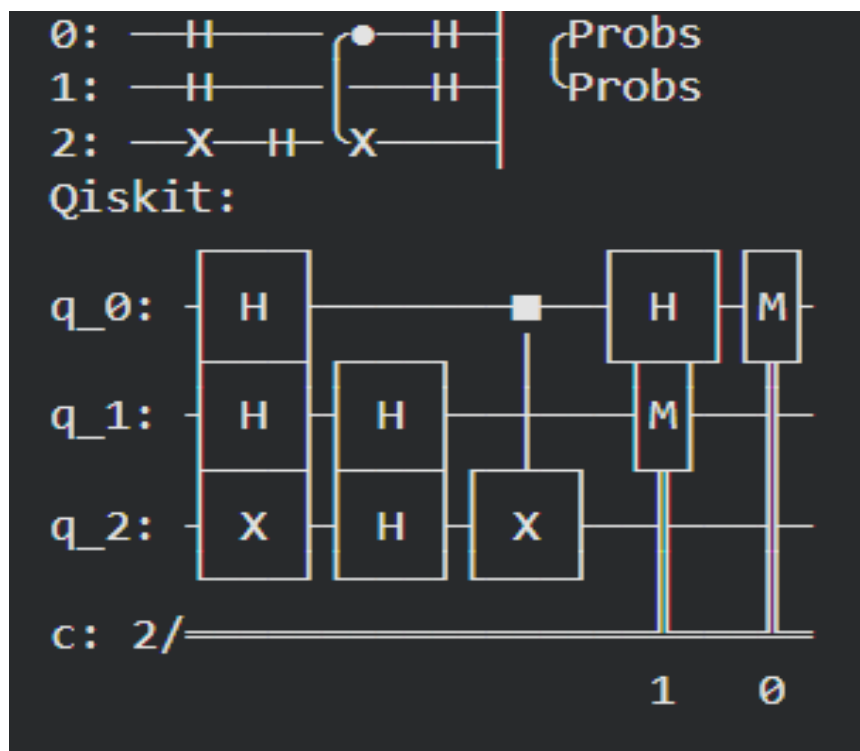 0: ──H────╭●──H──┤ ╭Probs
1: ──H────│───H──┤ ╰Probs
2: ──X──H─╰X─────┤
Qiskit:
q_0: H ■ H M
q_1: H H M
q_2: X H X
c: 2/
1 0